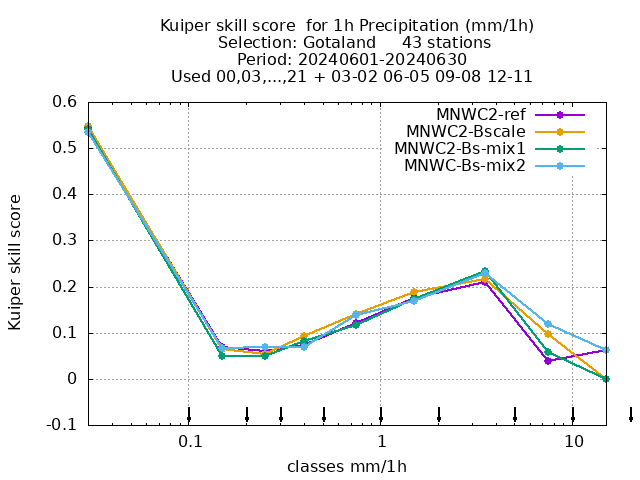 Kuiper skill score  for 1h Precipitation (mm/1h)
Selection: Gotaland     43 stations
Period: 20240601-20240630
Used 00,03,...,21 + 03-02 06-05 09-08 12-11
MNWC2-ref
MNWC2-Bscale
MNWC2-Bs-mix1
MNWC-Bs-mix2
Kuiper skill score
0.6
0.5
0.4
0.3
0.2
0.1
0
-0.1
0.1
1
10
classes mm/1h